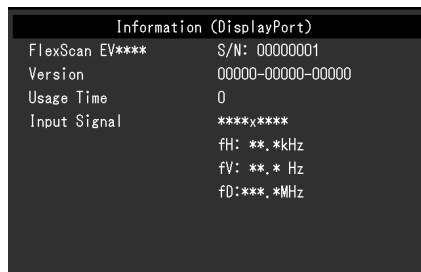 Information (DisplayPort)
FlexScan EV**** S/N: 00000001
Version 00000-00000-00000
Usage Time 0
Input Signal ****x****
fH: **.*kHz
fV: **.* Hz
fD:***.*MHz